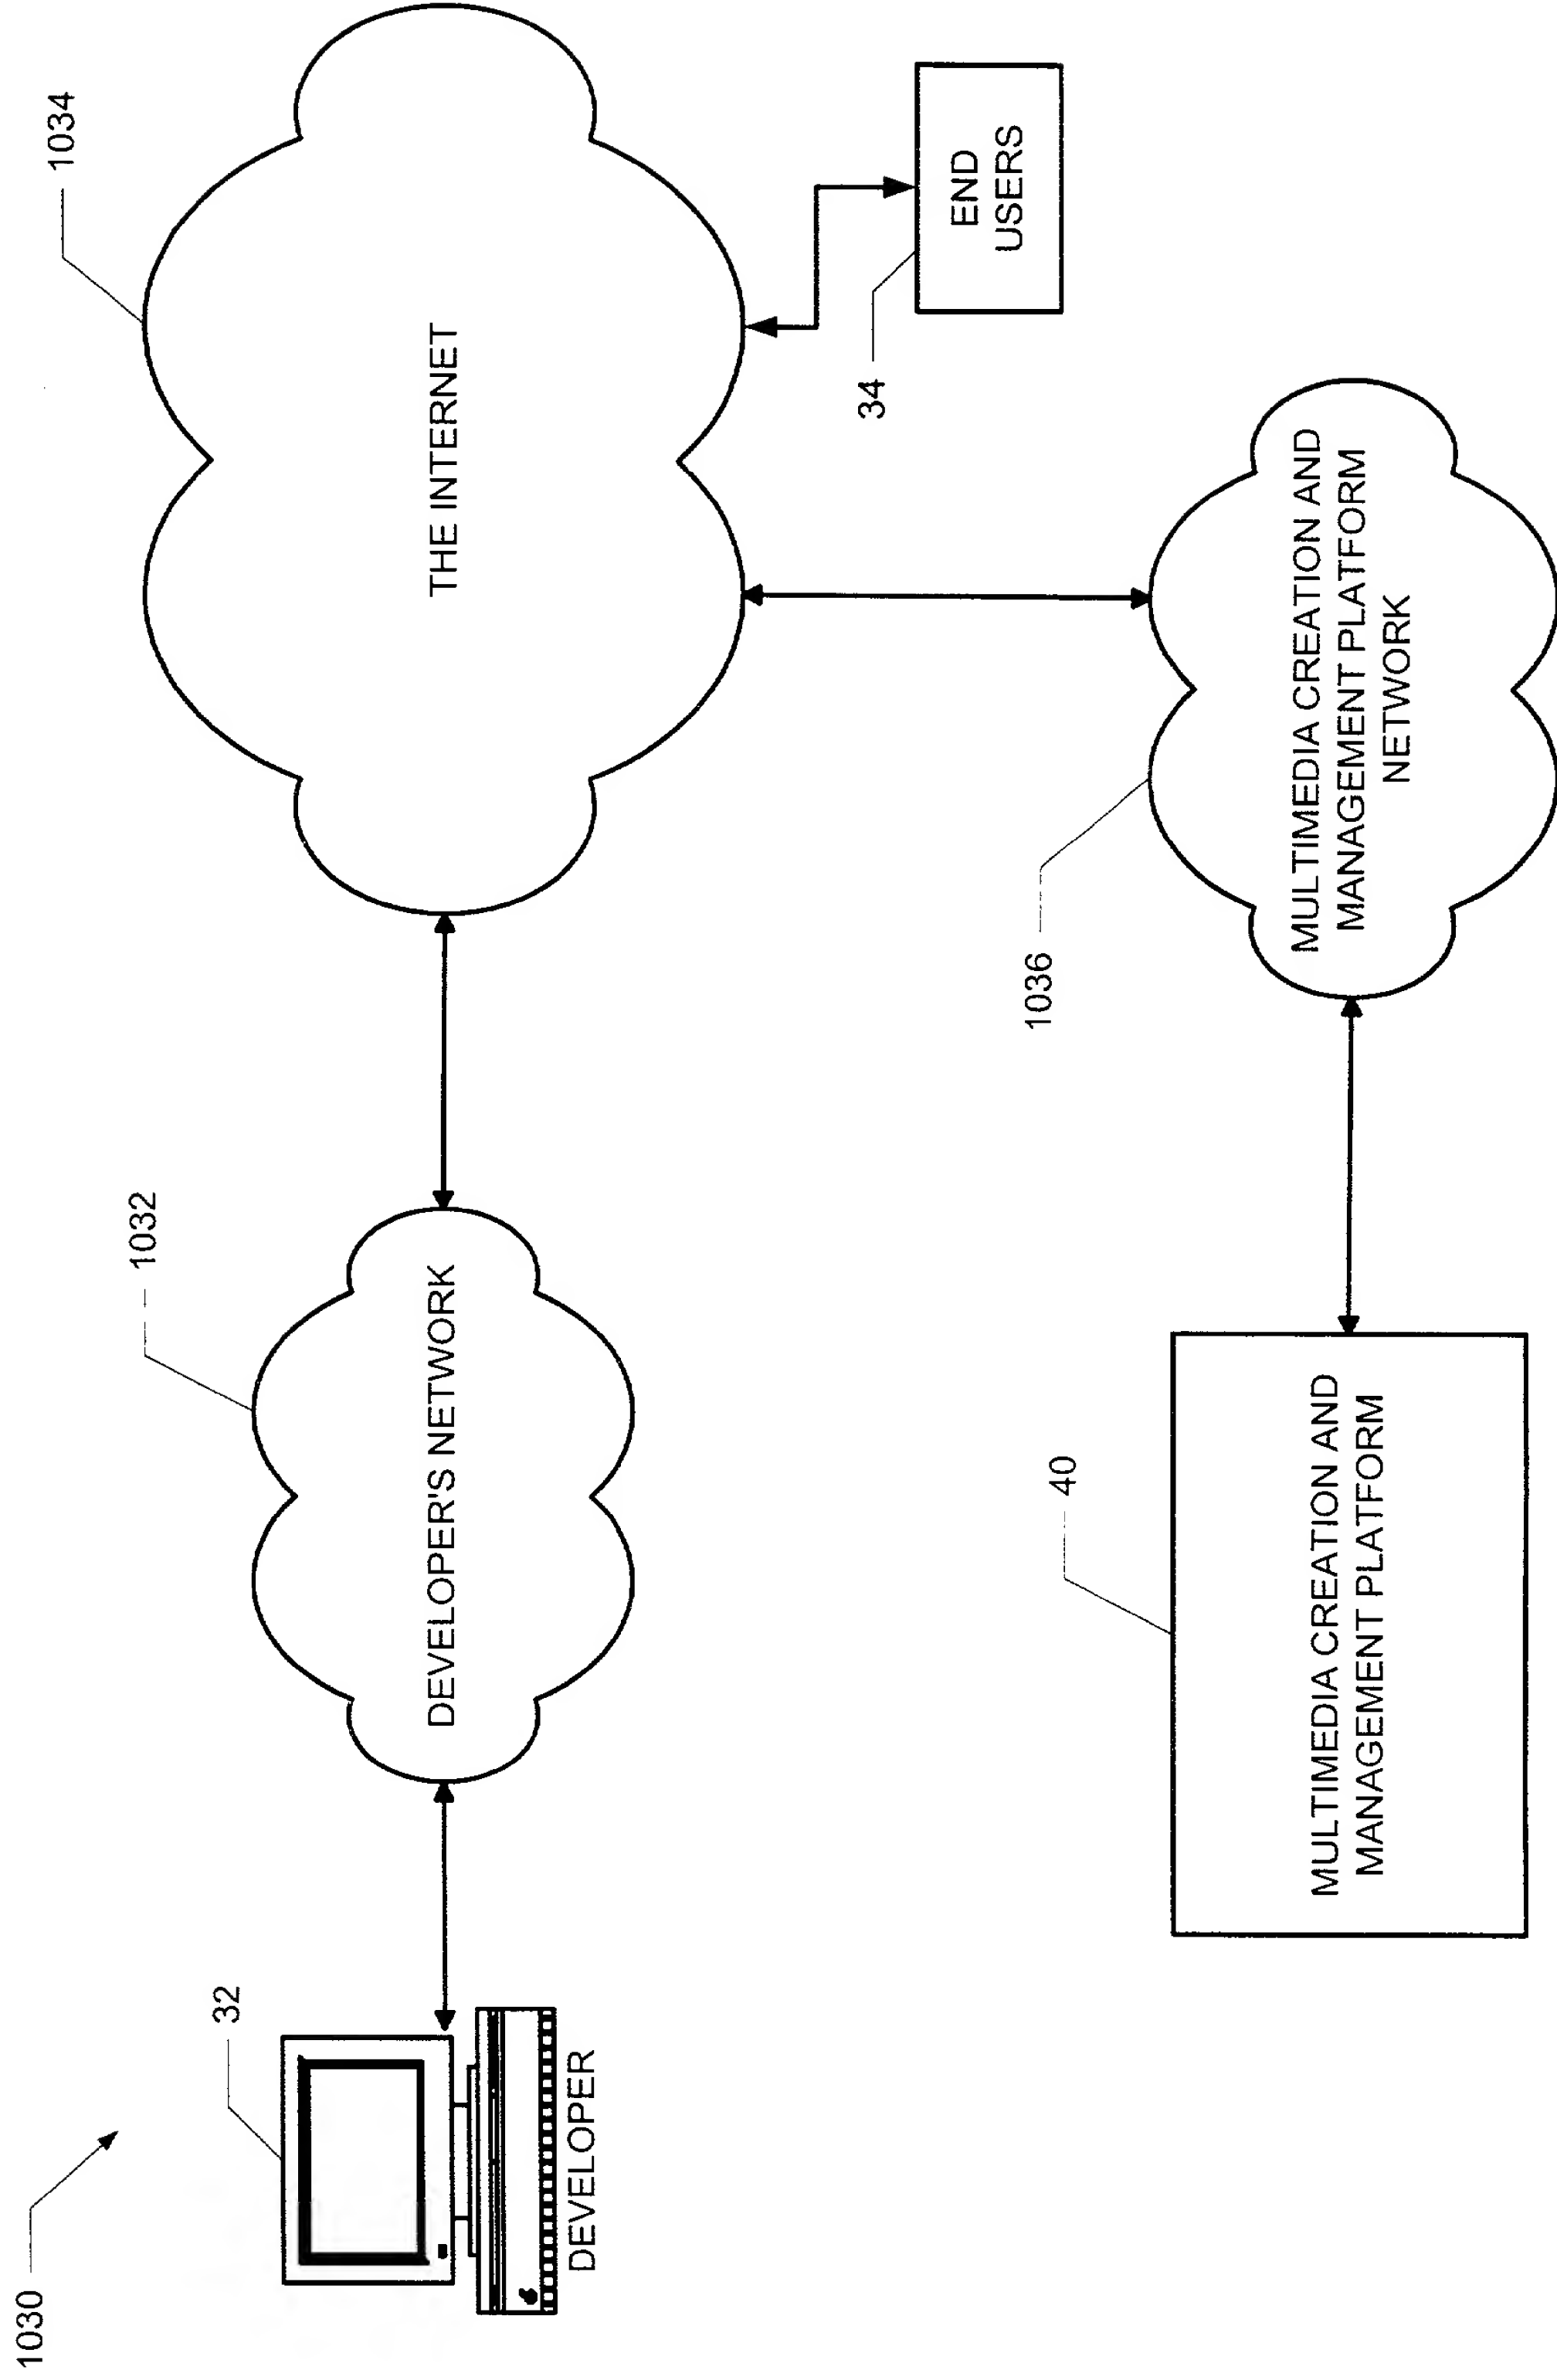 1030
32
DEVELOPER
1032
DEVELOPER'S NETWORK
1034
THE INTERNET
34
END
USERS
40
MULTIMEDIA CREATION AND
MANAGEMENT PLATFORM
1036
MULTIMEDIA CREATION AND
MANAGEMENT PLATFORM
NETWORK